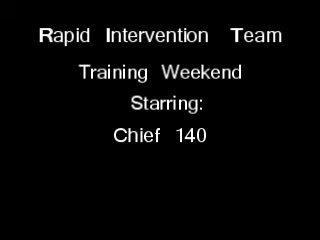 Rapid Intervention Team
Training Weekend
Starring:
Chief 140